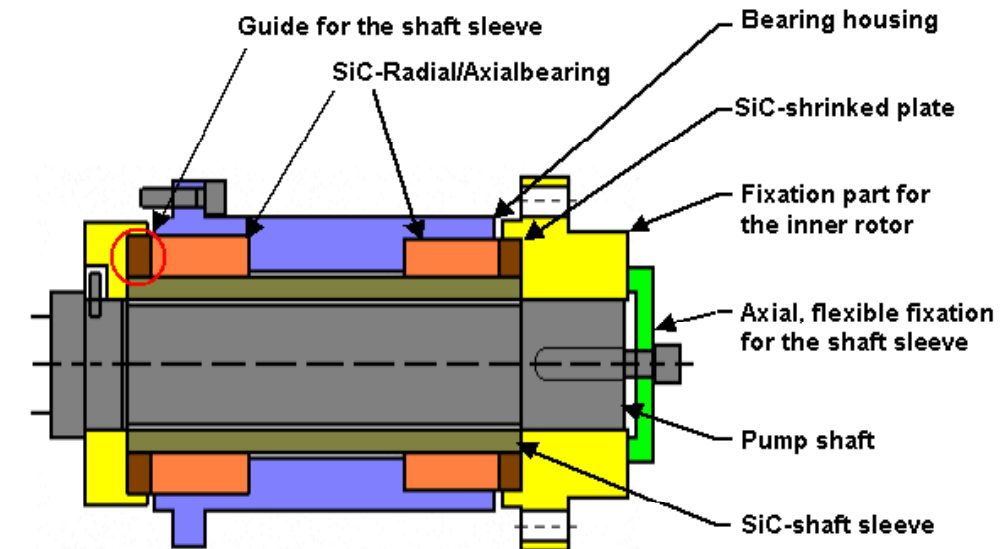 Guide for the shaft sleeve
SiC-Radial/Axialbearing
Bearing housing
SiC-shrinked plate
Fixation part for
the inner rotor
Axial, flexible fixation
for the shaft sleeve
Pump shaft
SiC-shaft sleeve